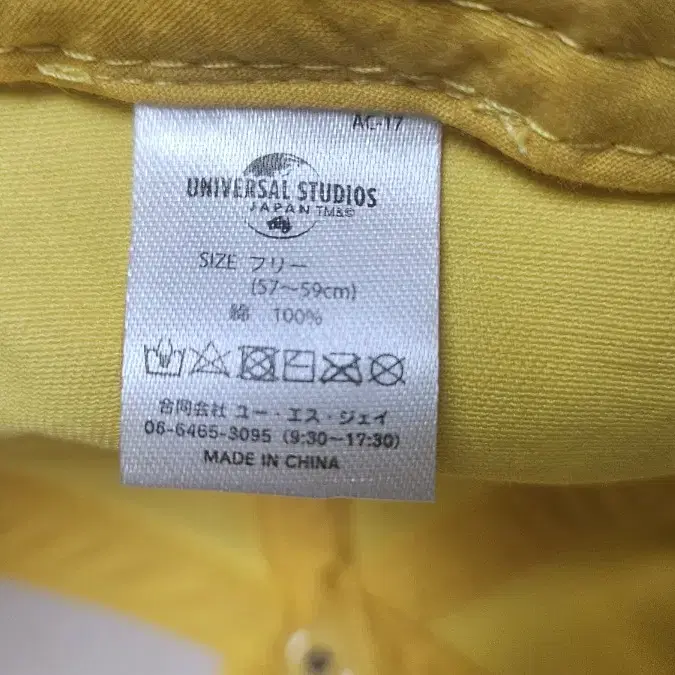 AC-17
UNIVERSAL STUDIOS
JAPAN TM&©
SIZE フリー
(57～59cm)
綿 100%
合同会社 ユー・エス・ジェイ
06-6465-3095 (9:30～17:30)
MADE IN CHINA